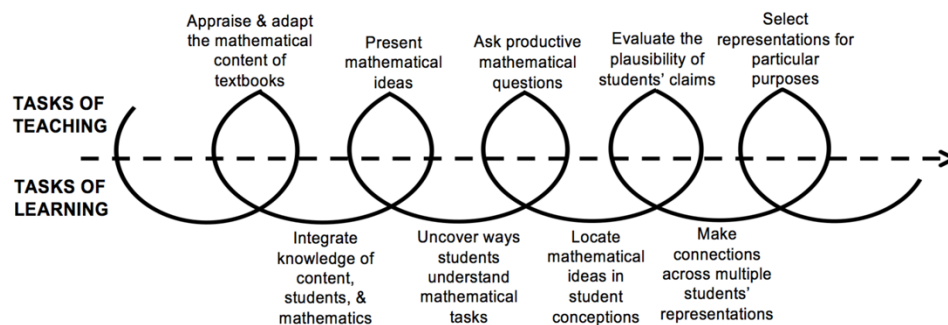 Appraise & adapt
the mathematical
content of
textbooks
Present
mathematical
ideas
Ask productive
mathematical
questions
Evaluate the
plausibility of
students' claims
Select
representations for
particular
purposes
TASKS OF
TEACHING
TASKS OF
LEARNING
Integrate
knowledge of
content,
students, &
mathematics
Uncover ways
students
understand
mathematical
tasks
Locate
mathematical
ideas in
student
conceptions
Make
connections
across multiple
students'
representations